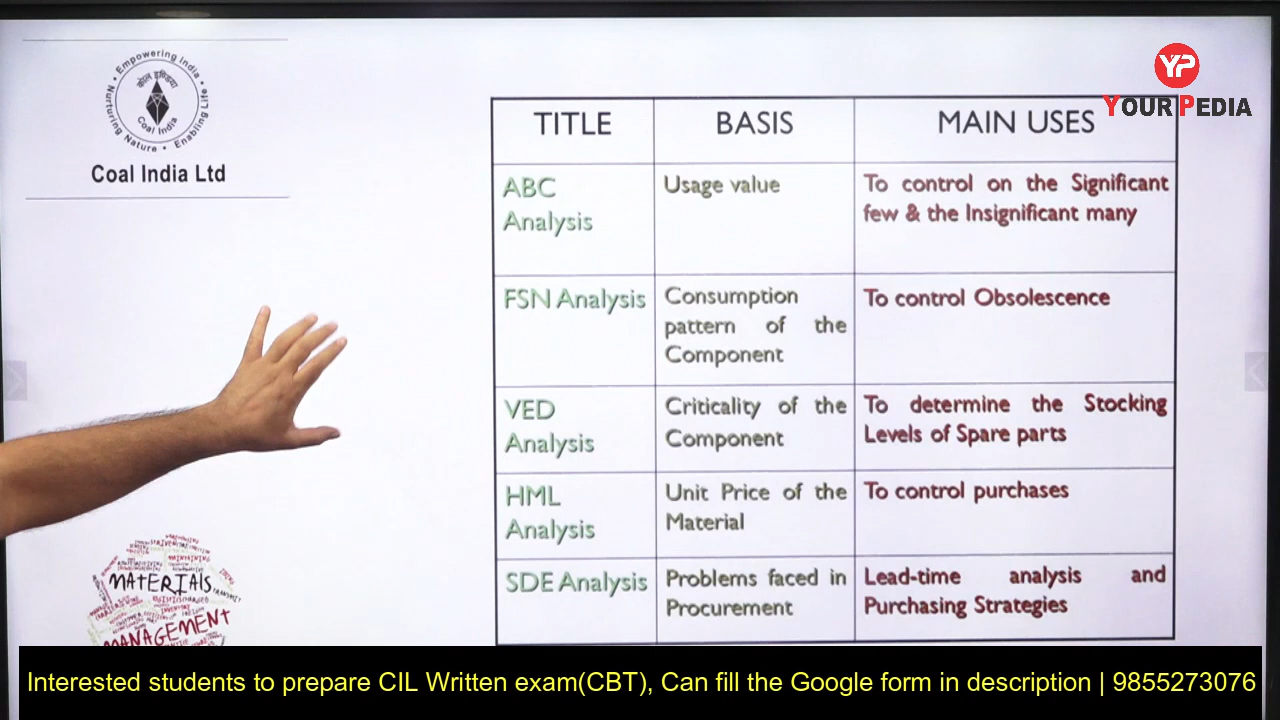 Empowering India
कोल इण्डिया
Coal India
Nurturing Nature • Enabling Life
Coal India Ltd
YP
YOUR PEDIA
TITLE BASIS MAIN USES
ABC Usage value To control on the Significant
Analysis few & the Insignificant many
FSN Analysis Consumption To control Obsolescence
pattern of the
Component
VED Criticality of the To determine the Stocking
Analysis Component Levels of Spare parts
HML Unit Price of the To control purchases
Analysis Material
SDE Analysis Problems faced in Lead-time analysis and
Procurement Purchasing Strategies
MATERIALS
MANAGEMENT
Interested students to prepare CIL Written exam(CBT), Can fill the Google form in description | 9855273076